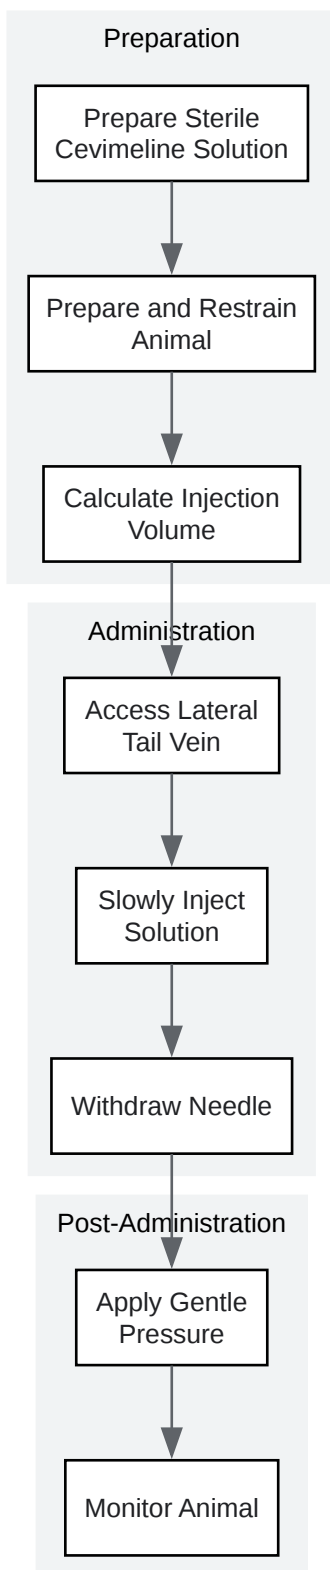 Preparation
Prepare Sterile
Cevimeline Solution
Prepare and Restrain
Animal
Calculate Injection
Volume
Administration
Access Lateral
Tail Vein
Slowly Inject
Solution
Withdraw Needle
Post-Administration
Apply Gentle
Pressure
Monitor Animal